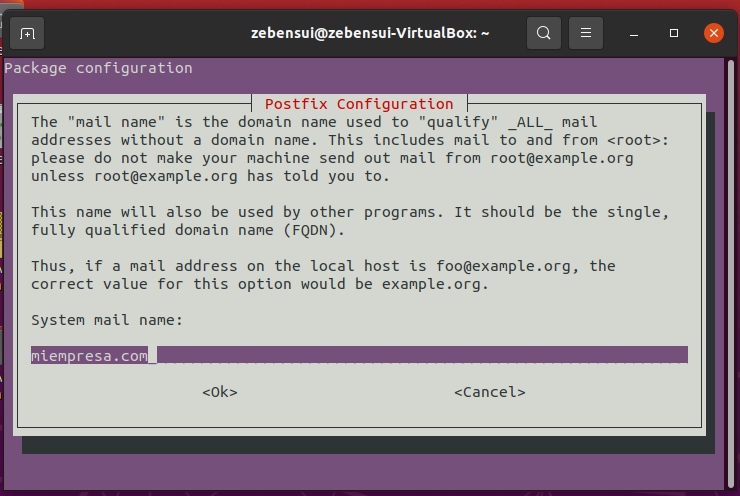 zebensui@zebensui-VirtualBox: ~
Package configuration
Postfix Configuration
The "mail name" is the domain name used to "qualify" _ALL_ mail
addresses without a domain name. This includes mail to and from <root>:
please do not make your machine send out mail from root@example.org
unless root@example.org has told you to.
This name will also be used by other programs. It should be the single,
fully qualified domain name (FQDN).
Thus, if a mail address on the local host is foo@example.org, the
correct value for this option would be example.org.
System mail name:
miempresa.com_
<Ok> <Cancel>